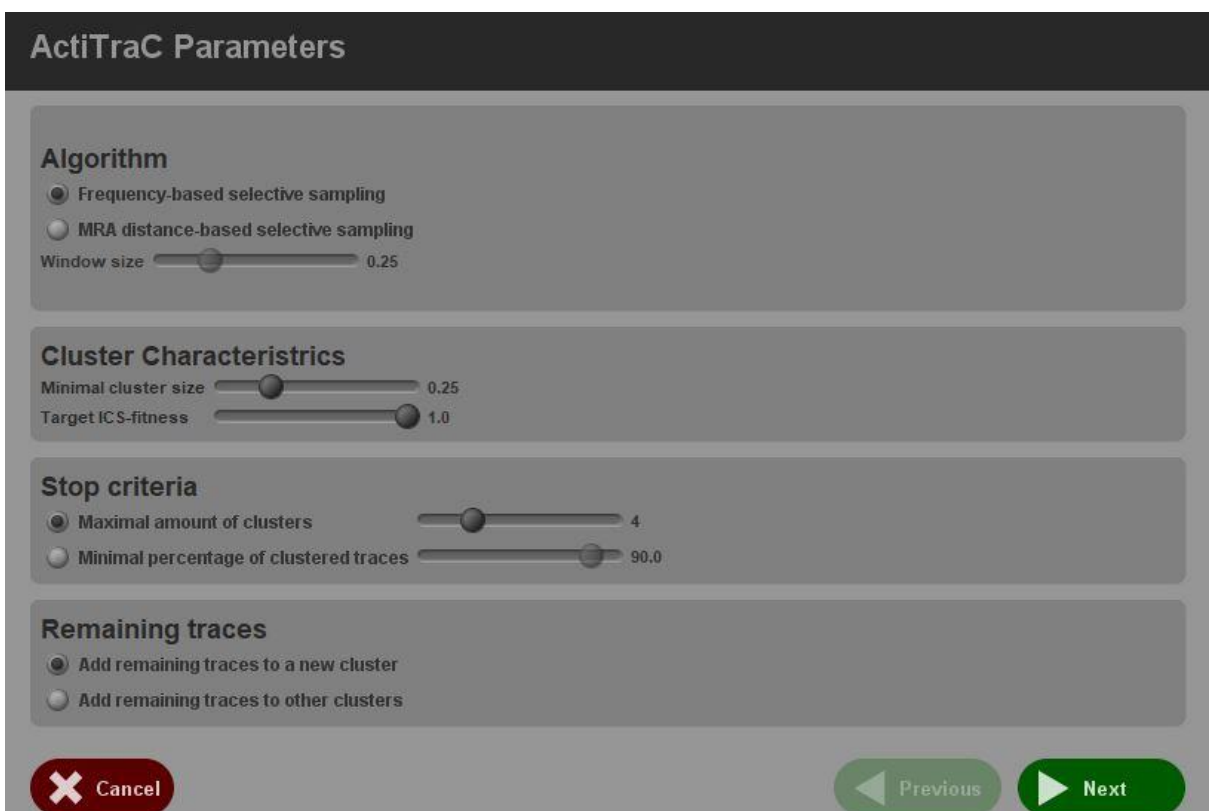 ActiTraC Parameters
Algorithm
Frequency-based selective sampling
MRA distance-based selective sampling
Window size 0.25
Cluster Characteristrics
Minimal cluster size 0.25
Target ICS-fitness 1.0
Stop criteria
Maximal amount of clusters 4
Minimal percentage of clustered traces 90.0
Remaining traces
Add remaining traces to a new cluster
Add remaining traces to other clusters
Cancel Previous Next